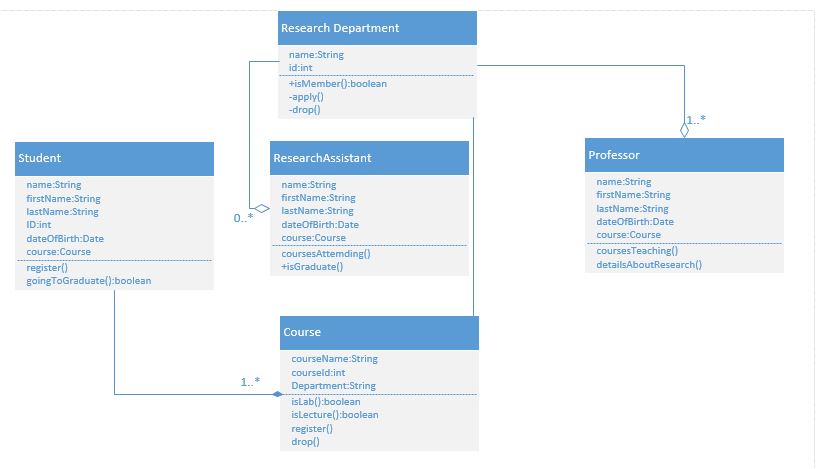 Research Department
name:String
id:int
+isMember():boolean
-apply()
-drop()
1..*
Student
name:String
firstName:String
lastName:String
ID:int
dateOfBirth:Date
course:Course
register()
goingToGraduate():boolean
ResearchAssistant
name:String
firstName:String
lastName:String
dateOfBirth:Date
course:Course
coursesAttemding()
+isGraduate()
0..*
Professor
name:String
firstName:String
lastName:String
dateOfBirth:Date
course:Course
coursesTeaching()
detailsAboutResearch()
Course
courseName:String
courseId:int
Department:String
isLab():boolean
isLecture():boolean
register()
drop()
1..*